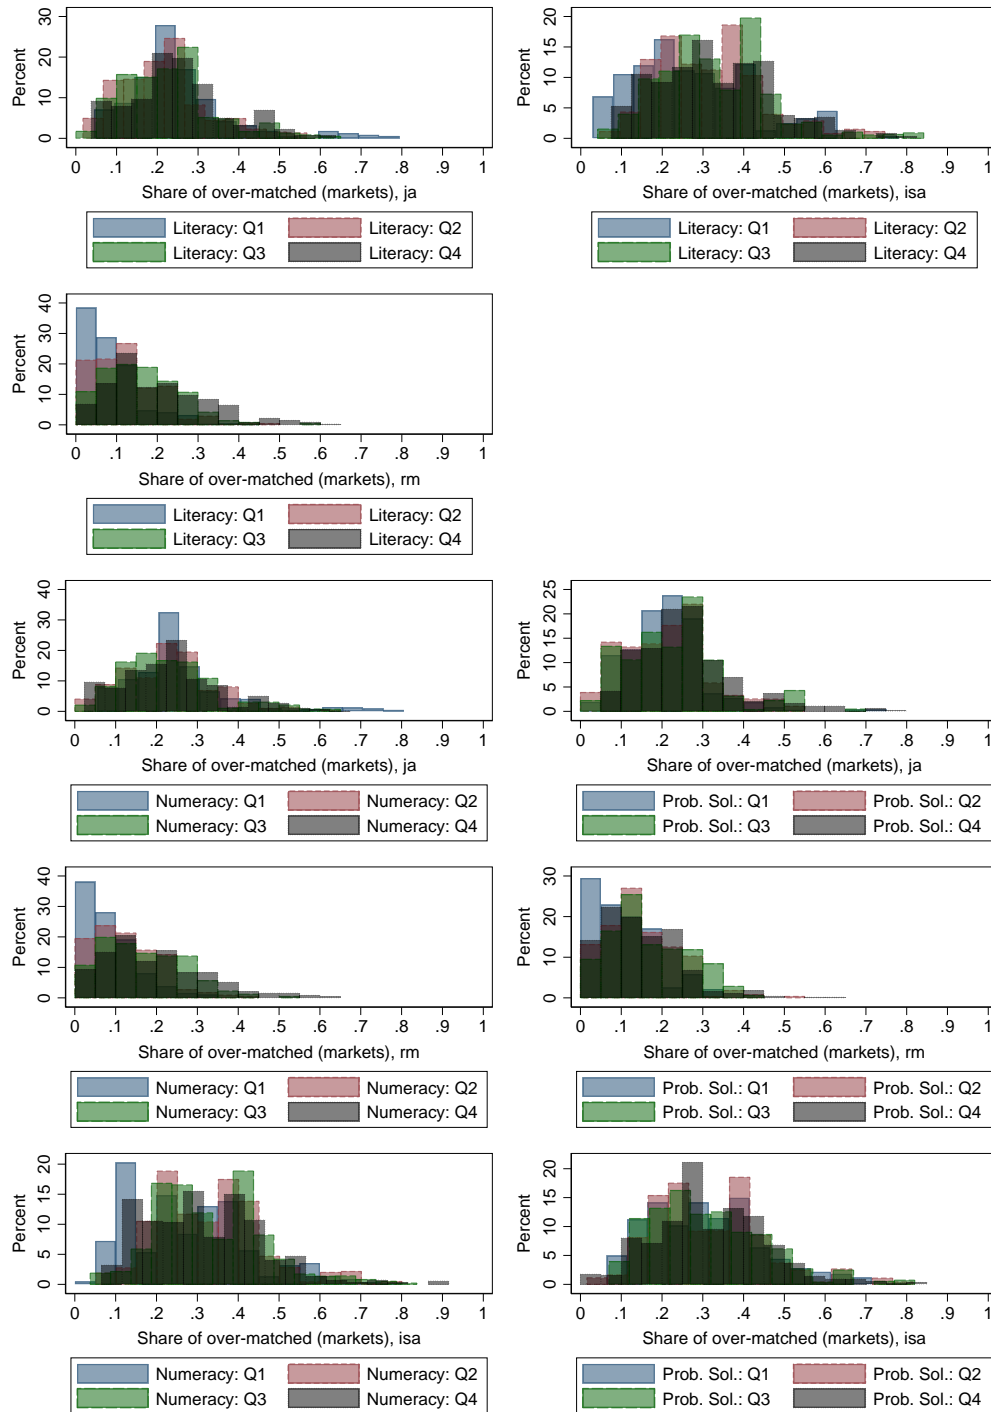 Percent
0 10 20 30
0 .1 .2 .3 .4 .5 .6 .7 .8 .9 1
Share of over-matched (markets), ja
Literacy: Q1 Literacy: Q2
Literacy: Q3 Literacy: Q4
Percent
0 5 10 15 20
0 .1 .2 .3 .4 .5 .6 .7 .8 .9 1
Share of over-matched (markets), isa
Literacy: Q1 Literacy: Q2
Literacy: Q3 Literacy: Q4
Percent
0 10 20 30 40
0 .1 .2 .3 .4 .5 .6 .7 .8 .9 1
Share of over-matched (markets), rm
Literacy: Q1 Literacy: Q2
Literacy: Q3 Literacy: Q4
Percent
0 10 20 30 40
0 .1 .2 .3 .4 .5 .6 .7 .8 .9 1
Share of over-matched (markets), ja
Numeracy: Q1 Numeracy: Q2
Numeracy: Q3 Numeracy: Q4
Percent
0 5 10 15 20 25
0 .1 .2 .3 .4 .5 .6 .7 .8 .9 1
Share of over-matched (markets), ja
Prob. Sol.: Q1 Prob. Sol.: Q2
Prob. Sol.: Q3 Prob. Sol.: Q4
Percent
0 10 20 30 40
0 .1 .2 .3 .4 .5 .6 .7 .8 .9 1
Share of over-matched (markets), rm
Numeracy: Q1 Numeracy: Q2
Numeracy: Q3 Numeracy: Q4
Percent
0 10 20 30
0 .1 .2 .3 .4 .5 .6 .7 .8 .9 1
Share of over-matched (markets), rm
Prob. Sol.: Q1 Prob. Sol.: Q2
Prob. Sol.: Q3 Prob. Sol.: Q4
Percent
0 5 10 15 20
0 .1 .2 .3 .4 .5 .6 .7 .8 .9 1
Share of over-matched (markets), isa
Numeracy: Q1 Numeracy: Q2
Numeracy: Q3 Numeracy: Q4
Percent
0 5 10 15 20
0 .1 .2 .3 .4 .5 .6 .7 .8 .9 1
Share of over-matched (markets), isa
Prob. Sol.: Q1 Prob. Sol.: Q2
Prob. Sol.: Q3 Prob. Sol.: Q4